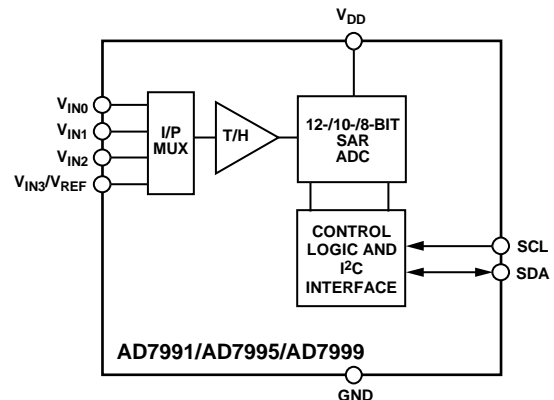 VDD
VIN0
VIN1
VIN2
VIN3/VREF
I/P
MUX
T/H
12-/10-/8-BIT
SAR
ADC
CONTROL
LOGIC AND
I2C
INTERFACE
SCL
SDA
AD7991/AD7995/AD7999
GND